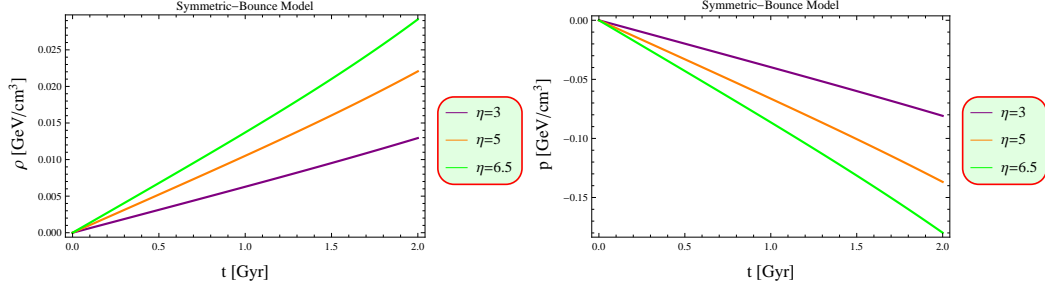 Symmetric-Bounce Model
ρ [GeV/cm³]
0.025
0.020
0.015
0.010
0.005
0.000
0.0 0.5 1.0 1.5 2.0
t [Gyr]
η=3
η=5
η=6.5
Symmetric-Bounce Model
p [GeV/cm³]
0.00
-0.05
-0.10
-0.15
0.0 0.5 1.0 1.5 2.0
t [Gyr]
η=3
η=5
η=6.5